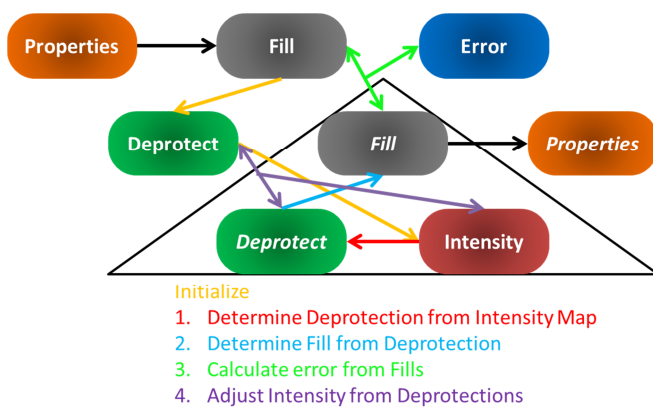 Properties
Fill
Error
Deprotect
Fill
Properties
Deprotect
Intensity
Initialize
1. Determine Deprotection from Intensity Map
2. Determine Fill from Deprotection
3. Calculate error from Fills
4. Adjust Intensity from Deprotections